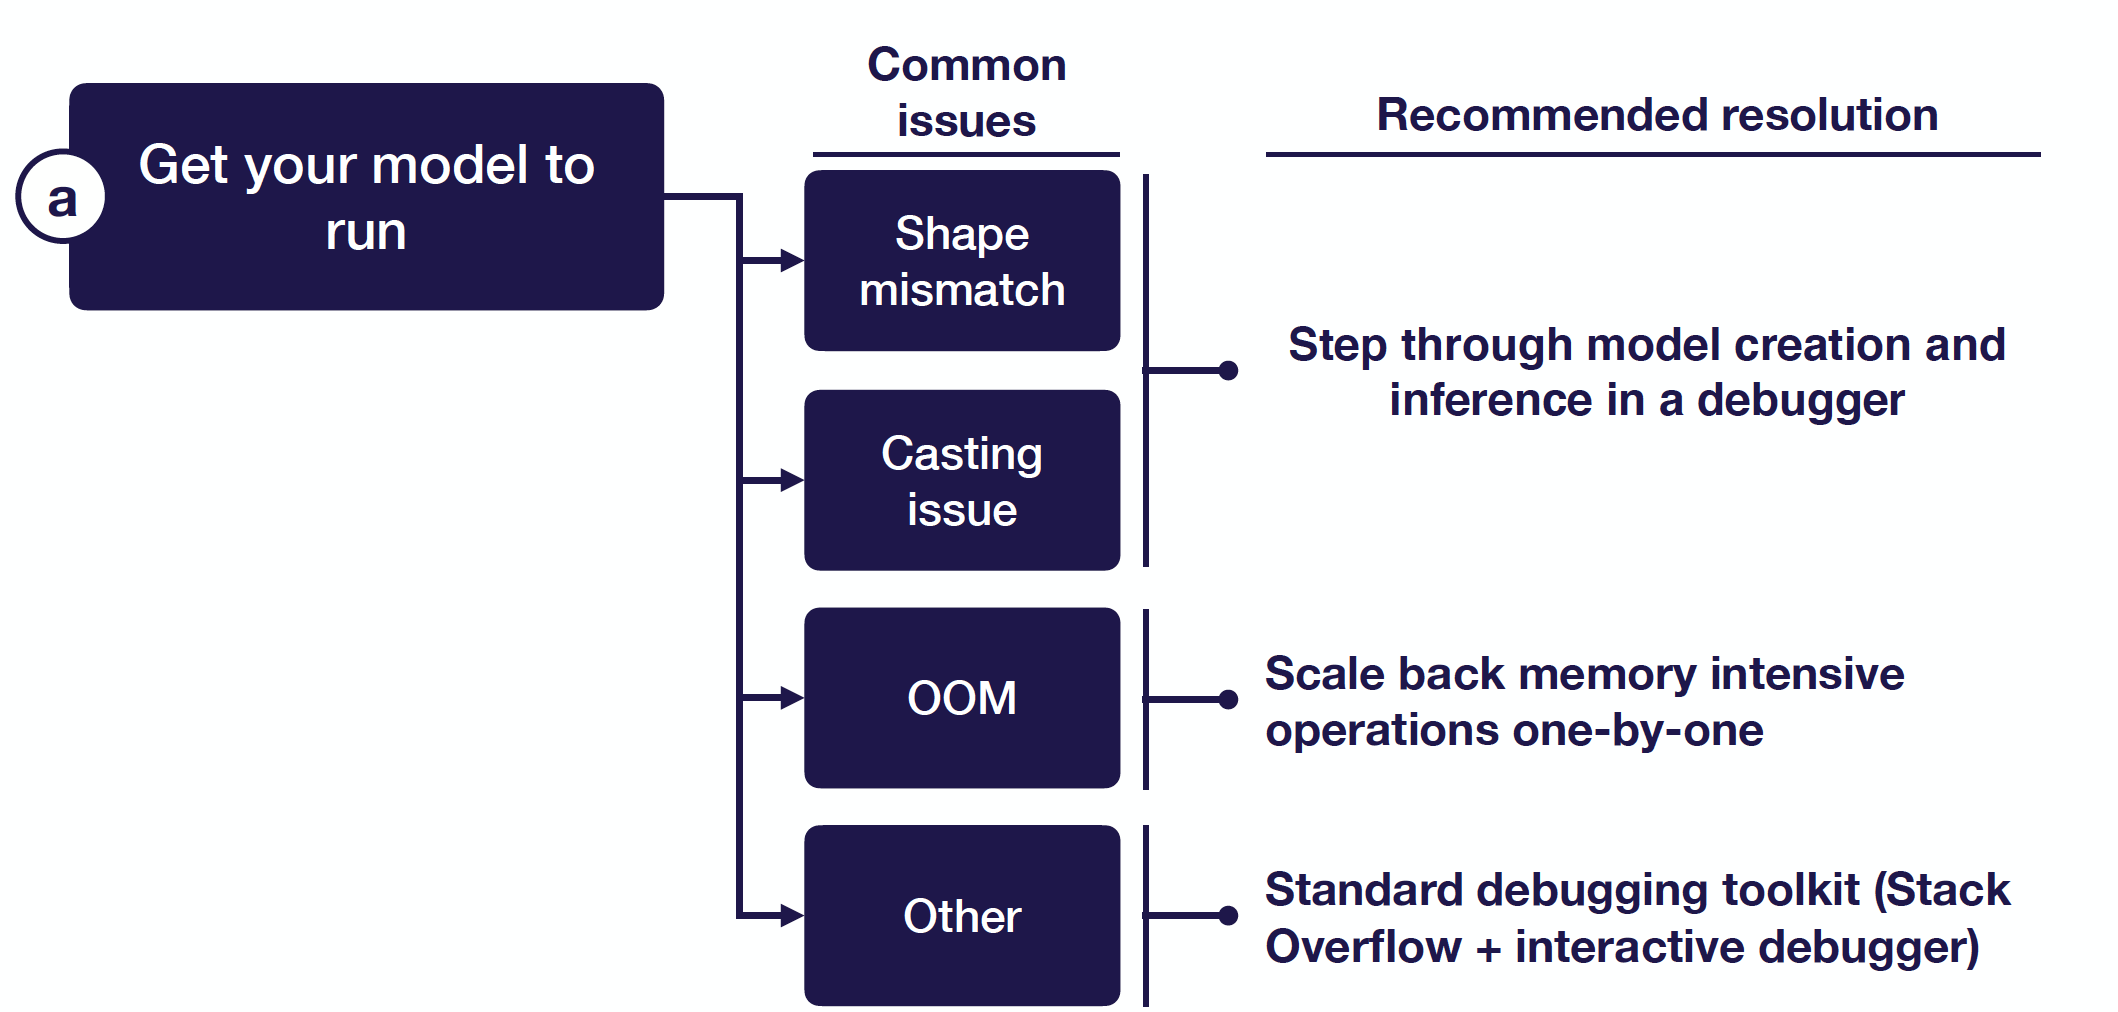 a
Get your model to
run
Common
issues
Recommended resolution
Shape
mismatch
Casting
issue
Step through model creation and
inference in a debugger
OOM
Scale back memory intensive
operations one-by-one
Other
Standard debugging toolkit (Stack
Overflow + interactive debugger)